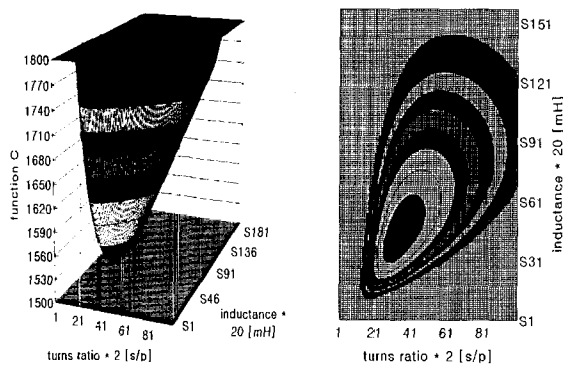 1800
1770
1740
1710
1680
1650
1620
1590
1560
1530
1500
function C
1 21 41 61 81
S1
S46
S91
S136
S181
inductance *
20 [mH]
turns ratio * 2 [s/p]
S151
S121
S91
S61
S31
S1
inductance * 20 [mH]
1 21 41 61 81
turns ratio * 2 [s/p]